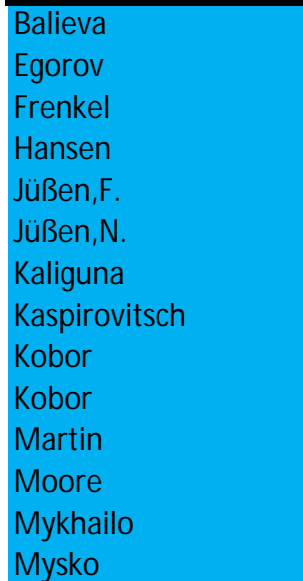 Balieva
Egorov
Frenkel
Hansen
Jüßen,F.
Jüßen,N.
Kaliguna
Kaspirovitsch
Kobor
Kobor
Martin
Moore
Mykhailo
Mysko